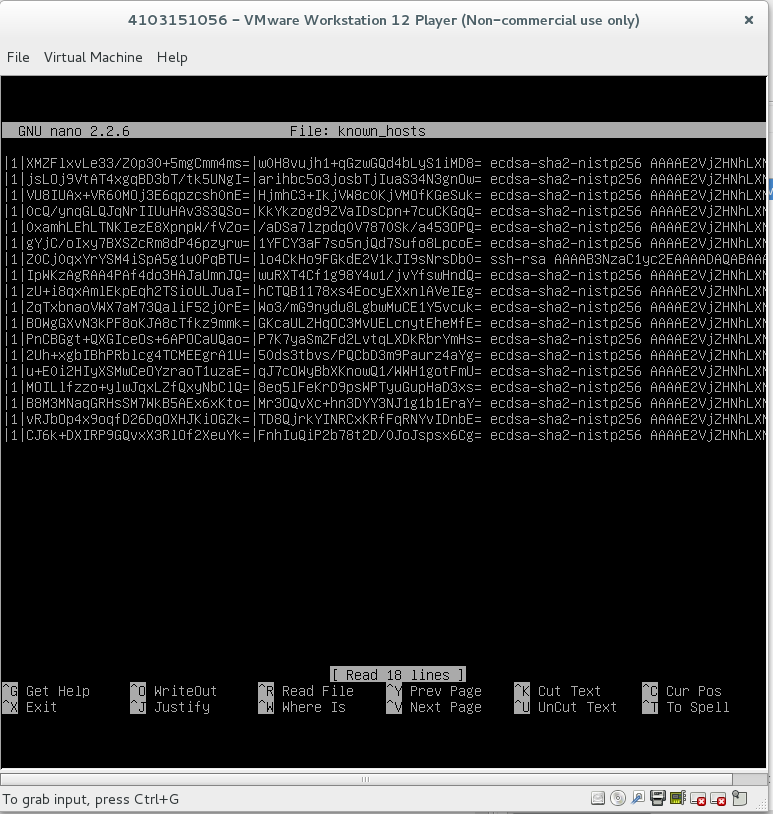 4103151056 – VMware Workstation 12 Player (Non-commercial use only)
File Virtual Machine Help
GNU nano 2.2.6 File: known_hosts
|1|XMZFlxvLe33/Z0p30+5mgCmm4ms=|w0H8vujh1+qGzwGQd4bLyS1iMD8= ecdsa-sha2-nistp256 AAAAE2VjZHNhLXN
|1|jsLOj9VtAT4xgqBD3bT/tk5UNgI=|arihbc5o3josbTjIuaS34N3gnOw= ecdsa-sha2-nistp256 AAAAE2VjZHNhLXN
|1|VU8IUAx+VR60MOj3E6qpzcsh0nE=|HjmhC3+IkjVW8cOKjVMOfKGeSuk= ecdsa-sha2-nistp256 AAAAE2VjZHNhLXN
|1|0cQ/ynqGLQJqNrIIUuHAv3S3QSo=|KkYkzogd9ZVaIDsCpn+7cuCKGqQ= ecdsa-sha2-nistp256 AAAAE2VjZHNhLXN
|1|0xamhLEhLTNKIezE8XpnpW/fVZo=|/aDSa7lzpdq0V787OSk/a453OPQ= ecdsa-sha2-nistp256 AAAAE2VjZHNhLXN
|1|gYjC/oIxy7BXSZcRm8dP46pzyrw=|1YFCY3aF7so5njQd7Sufo8LpcoE= ecdsa-sha2-nistp256 AAAAE2VjZHNhLXN
|1|Z0Cj0qxYrYSM4iSpA5g1u0PqBTU=|lo4CkHo9FGkdE2V1kJI9sNrsDb0= ssh-rsa AAAAB3NzaC1yc2EAAAADAQABAAA
|1|IpWKzAgRAA4PAf4do3HAJaUmnJQ=|wuRXT4Cf1g98Y4w1/jvYfswHndQ= ecdsa-sha2-nistp256 AAAAE2VjZHNhLXN
|1|zU+i8qxAmlEkpEqh2TSioULJuaI=|hCTQB1178xs4EocyEXxnlAVeIEg= ecdsa-sha2-nistp256 AAAAE2VjZHNhLXN
|1|ZqTxbnaoVWX7aM73QaliF52jOrE=|Wo3/mG9nydu8LgbwMuCE1Y5vcuk= ecdsa-sha2-nistp256 AAAAE2VjZHNhLXN
|1|BOWgGXvN3kPF8oKJA8cTfkz9mmk=|GKcaULZHqOC3MvUELcnytEheMfE= ecdsa-sha2-nistp256 AAAAE2VjZHNhLXN
|1|PnCBGgt+QXGIceOs+6APOCaUQao=|P7K7yaSmZFd2LvtqLXDkRbrYmHs= ecdsa-sha2-nistp256 AAAAE2VjZHNhLXN
|1|2Uh+xgbIBhPRblcg4TCMEEgrA1U=|50ds3tbvs/PQCbD3m9Paurz4aYg= ecdsa-sha2-nistp256 AAAAE2VjZHNhLXN
|1|u+E0i2HIyXSMwCeOYzraoT1uzaE=|qJ7cOWyBbXKnowQ1/WWH1gotFmU= ecdsa-sha2-nistp256 AAAAE2VjZHNhLXN
|1|MOILlfzzo+ylwJqxLZfQxyNbClQ=|8eq5lFeKrD9psWPTyuGupHaD3xs= ecdsa-sha2-nistp256 AAAAE2VjZHNhLXN
|1|B8M3MNaqGRHsSM7WkB5AEx6xKto=|Mr3OQvXc+hn3DYY3NJ1g1b1EraY= ecdsa-sha2-nistp256 AAAAE2VjZHNhLXN
|1|vRJbOp4x9oqfD26DqOXHJKiOGZk=|TD8QjrkYINRCxKRfFqRNYvIDnbE= ecdsa-sha2-nistp256 AAAAE2VjZHNhLXN
|1|CJ6k+DXIRP9GQvxX3RlOf2XeuYk=|FnhIuQiP2b78t2D/0JoJspsx6Cg= ecdsa-sha2-nistp256 AAAAE2VjZHNhLXN
[ Read 18 lines ]
^G Get Help ^O WriteOut ^R Read File ^Y Prev Page ^K Cut Text ^C Cur Pos
^X Exit ^J Justify ^W Where Is ^V Next Page ^U UnCut Text ^T To Spell
To grab input, press Ctrl+G